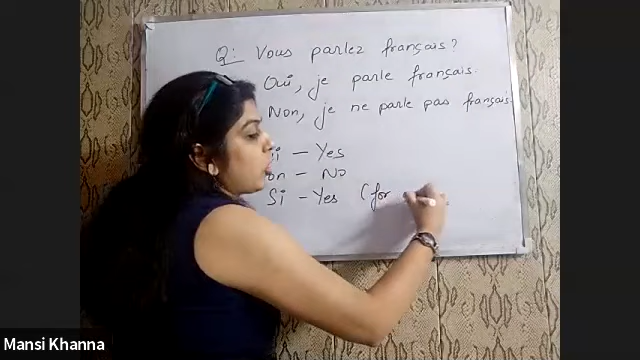 Q: Vous parlez français?
Oui, je parle français.
Non, je ne parle pas français.
– Yes
– No
Si – Yes (for
Mansi Khanna